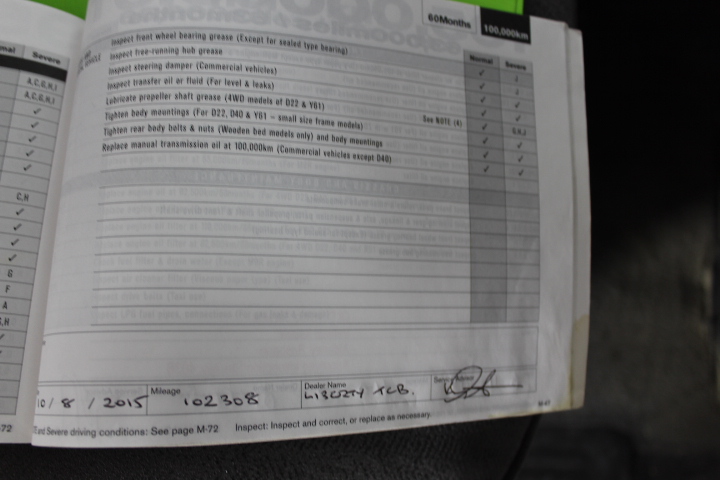 60Months 100,000km
Normal Severe
mal Severe
Inspect front wheel bearing grease (Except for sealed type bearing)
Inspect free-running hub grease ✓
Inspect steering damper (Commercial vehicles) ✓
Inspect transfer oil or fluid (For level & leaks) ✓ ✓
Lubricate propeller shaft grease (4WD models of D22 & Y61) ✓ ✓
Tighten body mountings (For D22, D40 & Y61 – small size frame models) See NOTE (4) ✓ G,H,J
Tighten rear body bolts & nuts (Wooden bed models only) and body mountings ✓ ✓
Replace manual transmission oil at 100,000km (Commercial vehicles except D40) ✓ ✓
A,C,G,H,I
A,C,G,H,I
✓
✓
✓
✓
✓
C,H
✓
✓
✓
✓
G
F
A
,H
10/8/2015 Mileage 102308 Dealer Name LIBERTY TCB.
-72 and Severe driving conditions: See page M-72 Inspect: Inspect and correct, or replace as necessary.